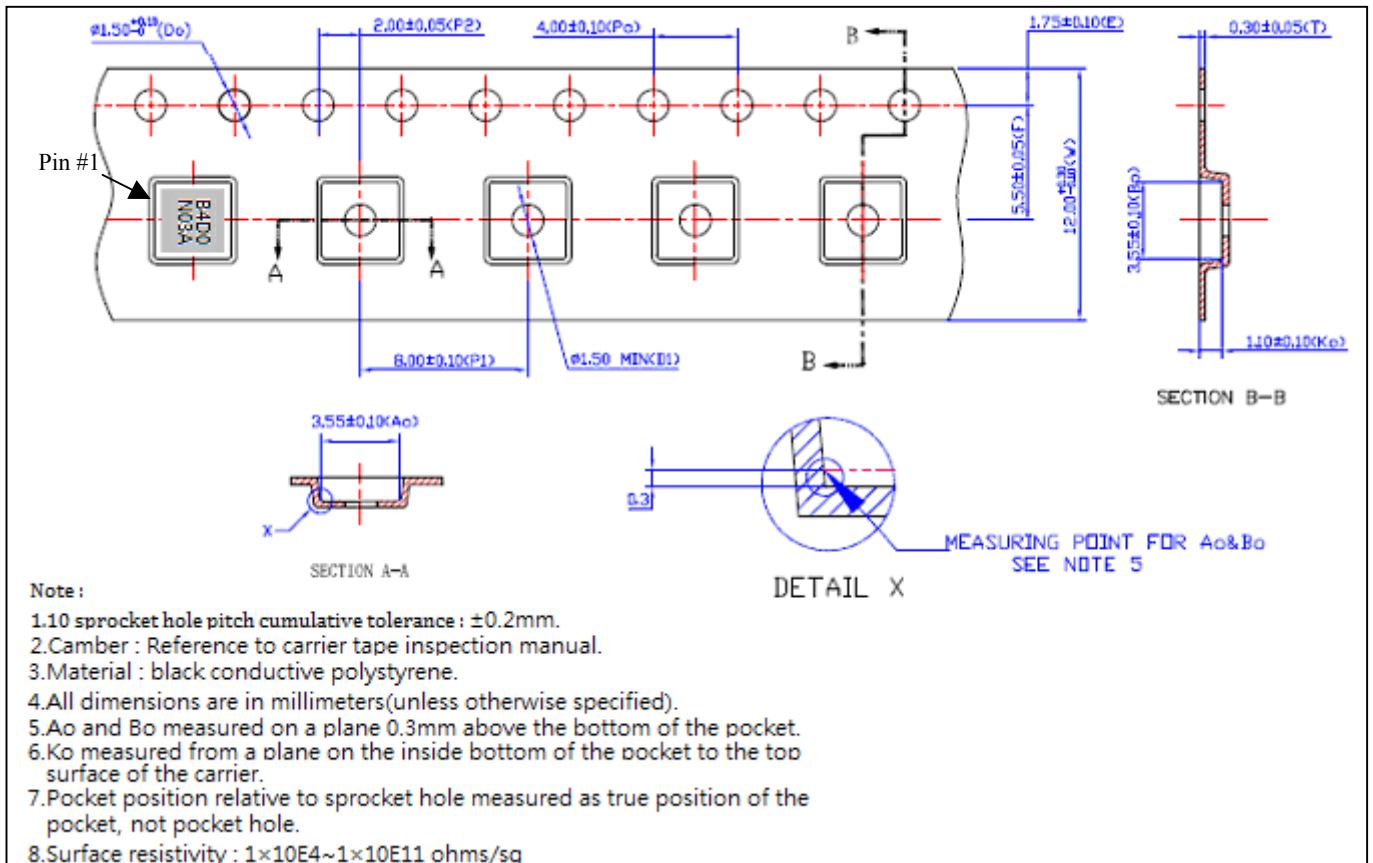 ø1.50 +0.10 -0 (Do)
2.00±0.05(P2)
4.00±0.10(Po)
B
1.75±0.10(E)
0.30±0.05(T)
Pin #1
B4D0
N03A
A
A
5.50±0.05(F)
12.00 (W)
3.55±0.10(Bo)
8.00±0.10(P1)
ø1.50 MIN(D1)
B
1.10±0.10(Ko)
SECTION B-B
3.55±0.10(Ao)
X
SECTION A-A
0.3
MEASURING POINT FOR Ao&Bo
SEE NOTE 5
DETAIL X
Note :
1.10 sprocket hole pitch cumulative tolerance : ±0.2mm.
2.Camber : Reference to carrier tape inspection manual.
3.Material : black conductive polystyrene.
4.All dimensions are in millimeters(unless otherwise specified).
5.Ao and Bo measured on a plane 0.3mm above the bottom of the pocket.
6.Ko measured from a plane on the inside bottom of the pocket to the top
surface of the carrier.
7.Pocket position relative to sprocket hole measured as true position of the
pocket, not pocket hole.
8.Surface resistivity : 1×10E4~1×10E11 ohms/sq